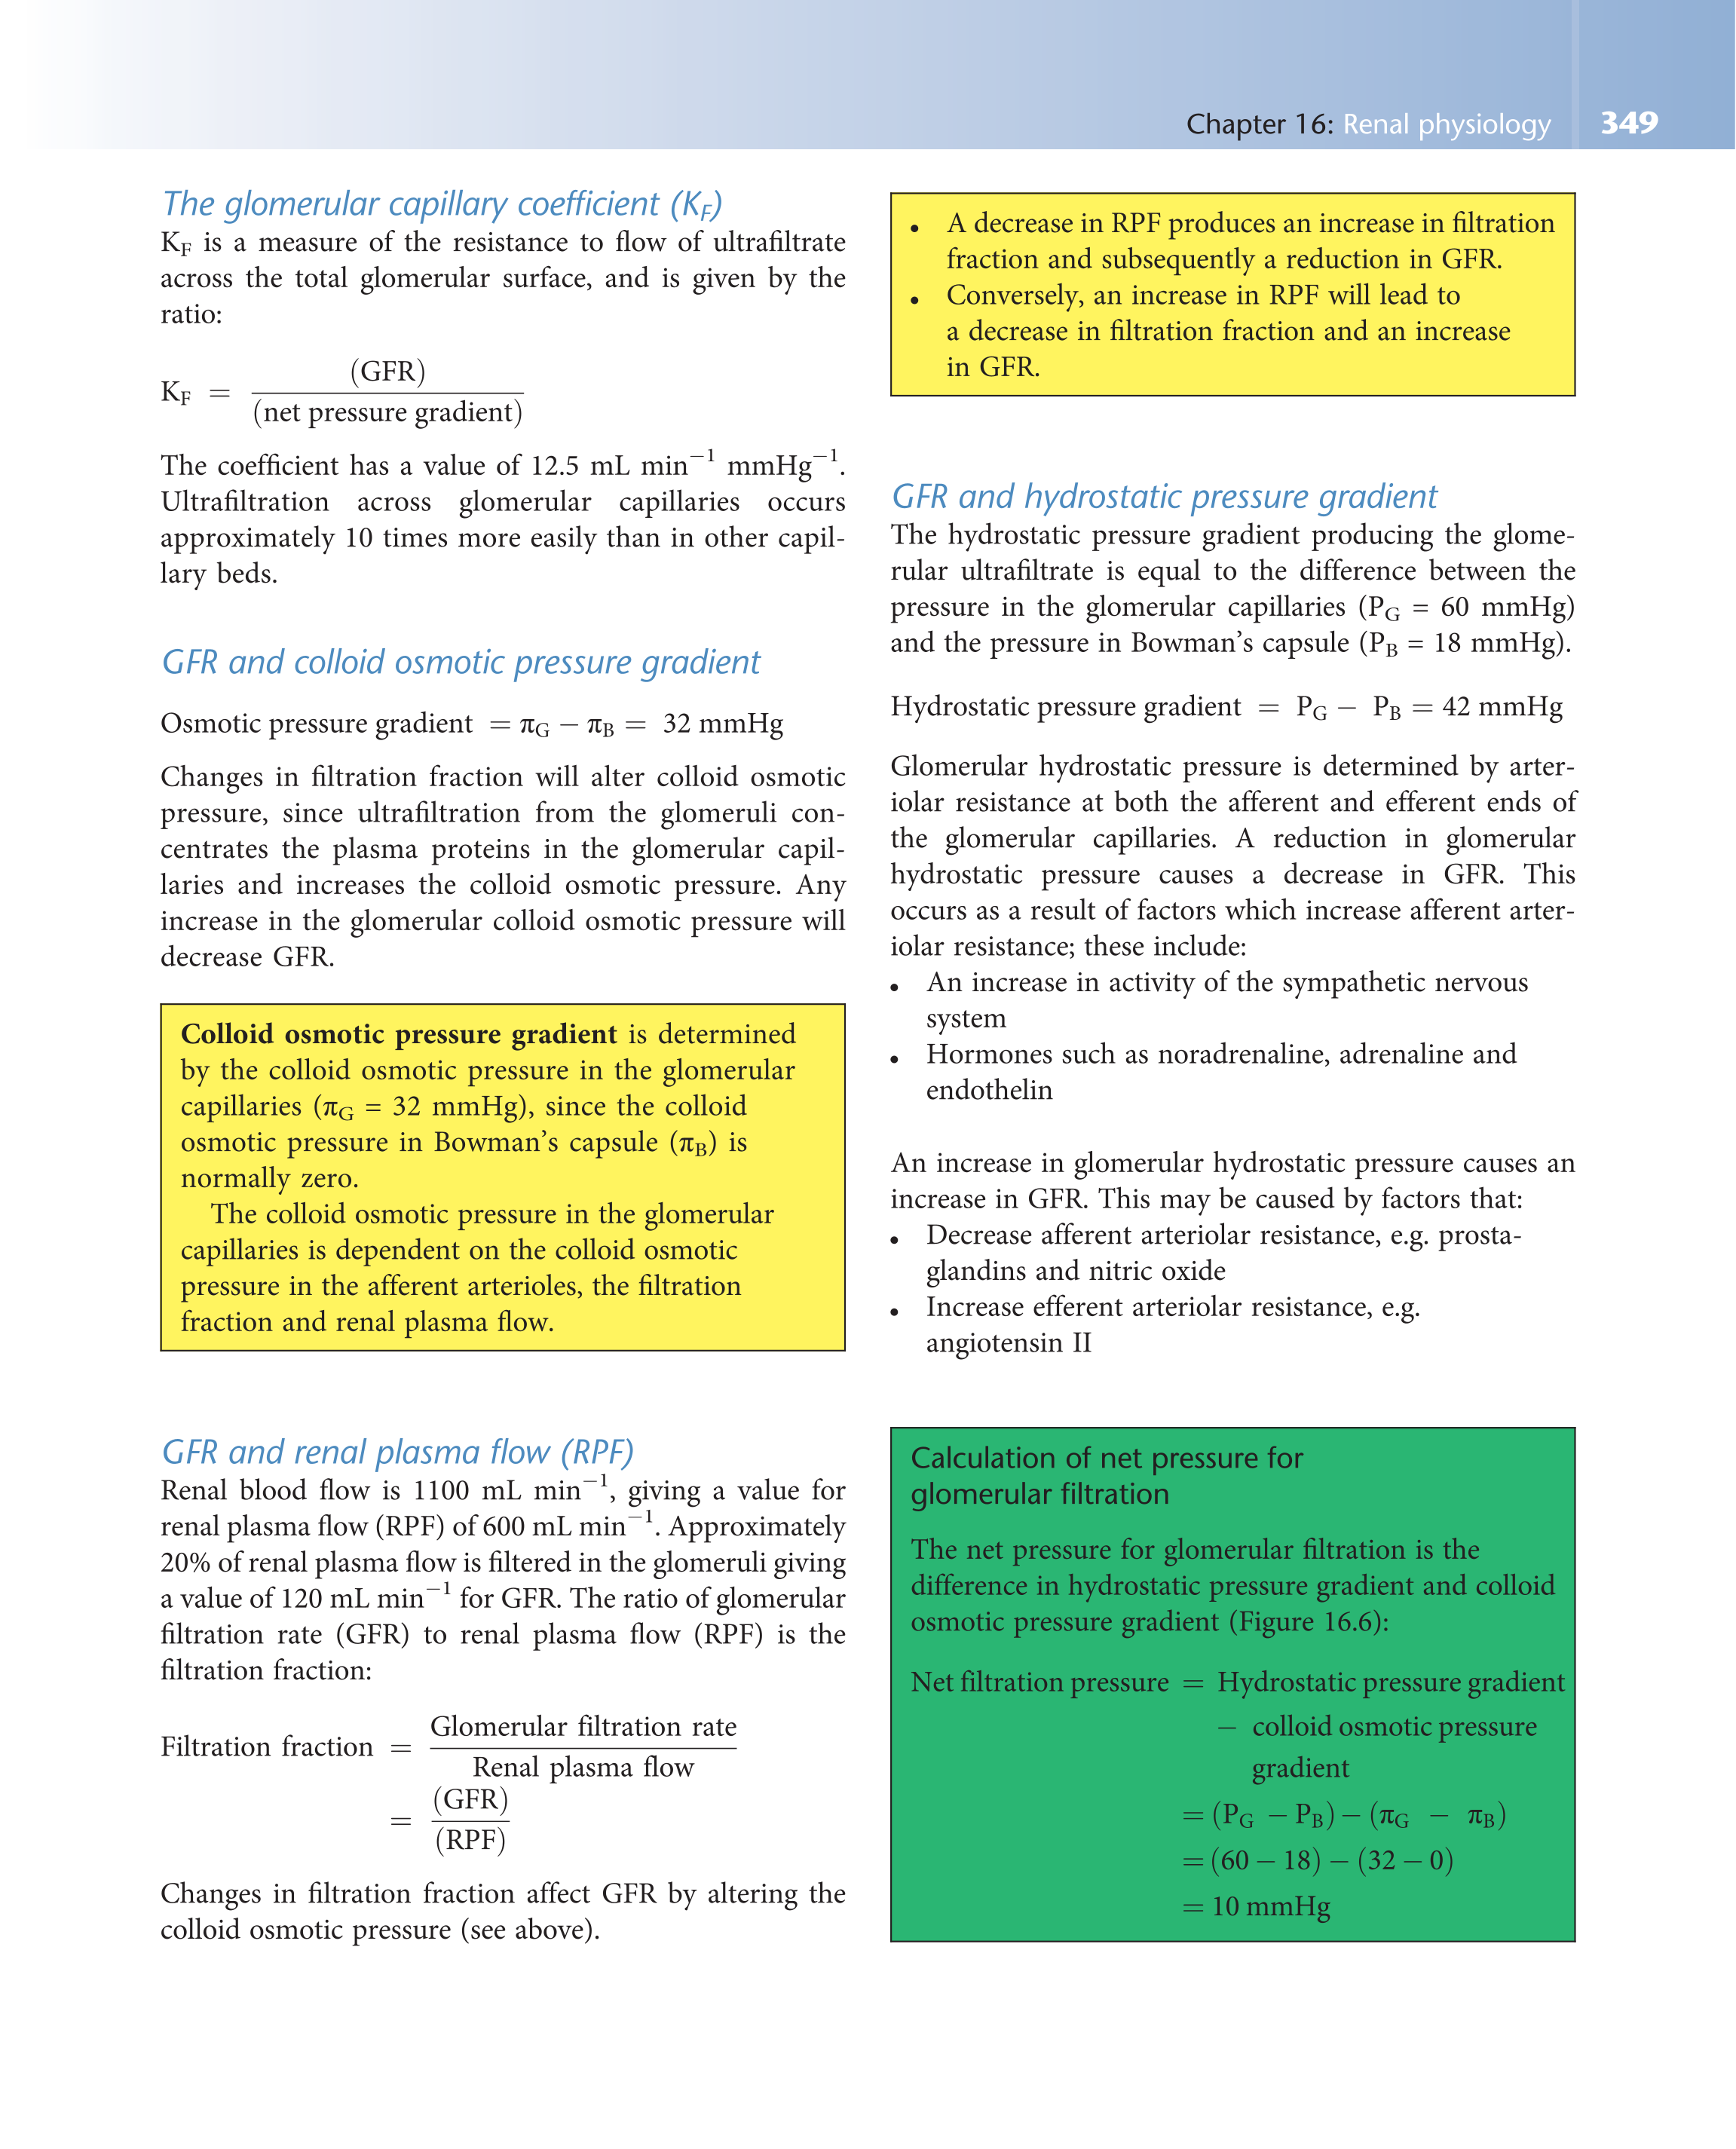 Chapter 16: Renal physiology 349
The glomerular capillary coefficient (KF)
KF is a measure of the resistance to flow of ultrafiltrate
across the total glomerular surface, and is given by the
ratio:
KF = (GFR) / (net pressure gradient)
The coefficient has a value of 12.5 mL min⁻¹ mmHg⁻¹.
Ultrafiltration across glomerular capillaries occurs
approximately 10 times more easily than in other capil-
lary beds.
GFR and colloid osmotic pressure gradient
Osmotic pressure gradient = πG − πB = 32 mmHg
Changes in filtration fraction will alter colloid osmotic
pressure, since ultrafiltration from the glomeruli con-
centrates the plasma proteins in the glomerular capil-
laries and increases the colloid osmotic pressure. Any
increase in the glomerular colloid osmotic pressure will
decrease GFR.
Colloid osmotic pressure gradient is determined
by the colloid osmotic pressure in the glomerular
capillaries (πG = 32 mmHg), since the colloid
osmotic pressure in Bowman's capsule (πB) is
normally zero.
The colloid osmotic pressure in the glomerular
capillaries is dependent on the colloid osmotic
pressure in the afferent arterioles, the filtration
fraction and renal plasma flow.
GFR and renal plasma flow (RPF)
Renal blood flow is 1100 mL min⁻¹, giving a value for
renal plasma flow (RPF) of 600 mL min⁻¹. Approximately
20% of renal plasma flow is filtered in the glomeruli giving
a value of 120 mL min⁻¹ for GFR. The ratio of glomerular
filtration rate (GFR) to renal plasma flow (RPF) is the
filtration fraction:
Filtration fraction = Glomerular filtration rate / Renal plasma flow
= (GFR) / (RPF)
Changes in filtration fraction affect GFR by altering the
colloid osmotic pressure (see above).
• A decrease in RPF produces an increase in filtration
fraction and subsequently a reduction in GFR.
• Conversely, an increase in RPF will lead to
a decrease in filtration fraction and an increase
in GFR.
GFR and hydrostatic pressure gradient
The hydrostatic pressure gradient producing the glome-
rular ultrafiltrate is equal to the difference between the
pressure in the glomerular capillaries (PG = 60 mmHg)
and the pressure in Bowman's capsule (PB = 18 mmHg).
Hydrostatic pressure gradient = PG − PB = 42 mmHg
Glomerular hydrostatic pressure is determined by arter-
iolar resistance at both the afferent and efferent ends of
the glomerular capillaries. A reduction in glomerular
hydrostatic pressure causes a decrease in GFR. This
occurs as a result of factors which increase afferent arter-
iolar resistance; these include:
• An increase in activity of the sympathetic nervous
system
• Hormones such as noradrenaline, adrenaline and
endothelin
An increase in glomerular hydrostatic pressure causes an
increase in GFR. This may be caused by factors that:
• Decrease afferent arteriolar resistance, e.g. prosta-
glandins and nitric oxide
• Increase efferent arteriolar resistance, e.g.
angiotensin II
Calculation of net pressure for
glomerular filtration
The net pressure for glomerular filtration is the
difference in hydrostatic pressure gradient and colloid
osmotic pressure gradient (Figure 16.6):
Net filtration pressure = Hydrostatic pressure gradient
− colloid osmotic pressure
gradient
= (PG − PB) − (πG − πB)
= (60 − 18) − (32 − 0)
= 10 mmHg